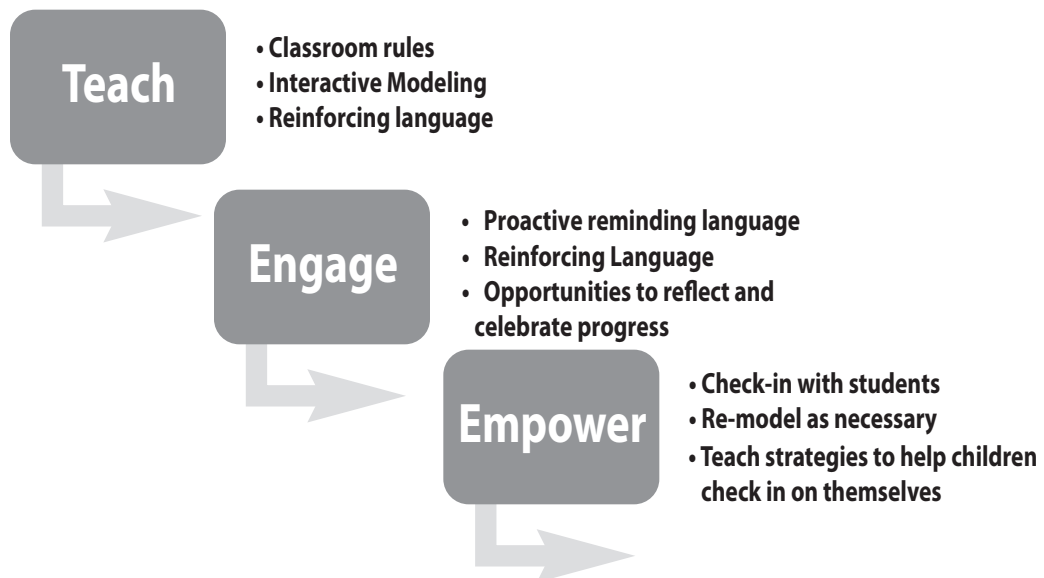 Teach
• Classroom rules
• Interactive Modeling
• Reinforcing language
Engage
• Proactive reminding language
• Reinforcing Language
• Opportunities to reflect and
celebrate progress
Empower
• Check-in with students
• Re-model as necessary
• Teach strategies to help children
check in on themselves